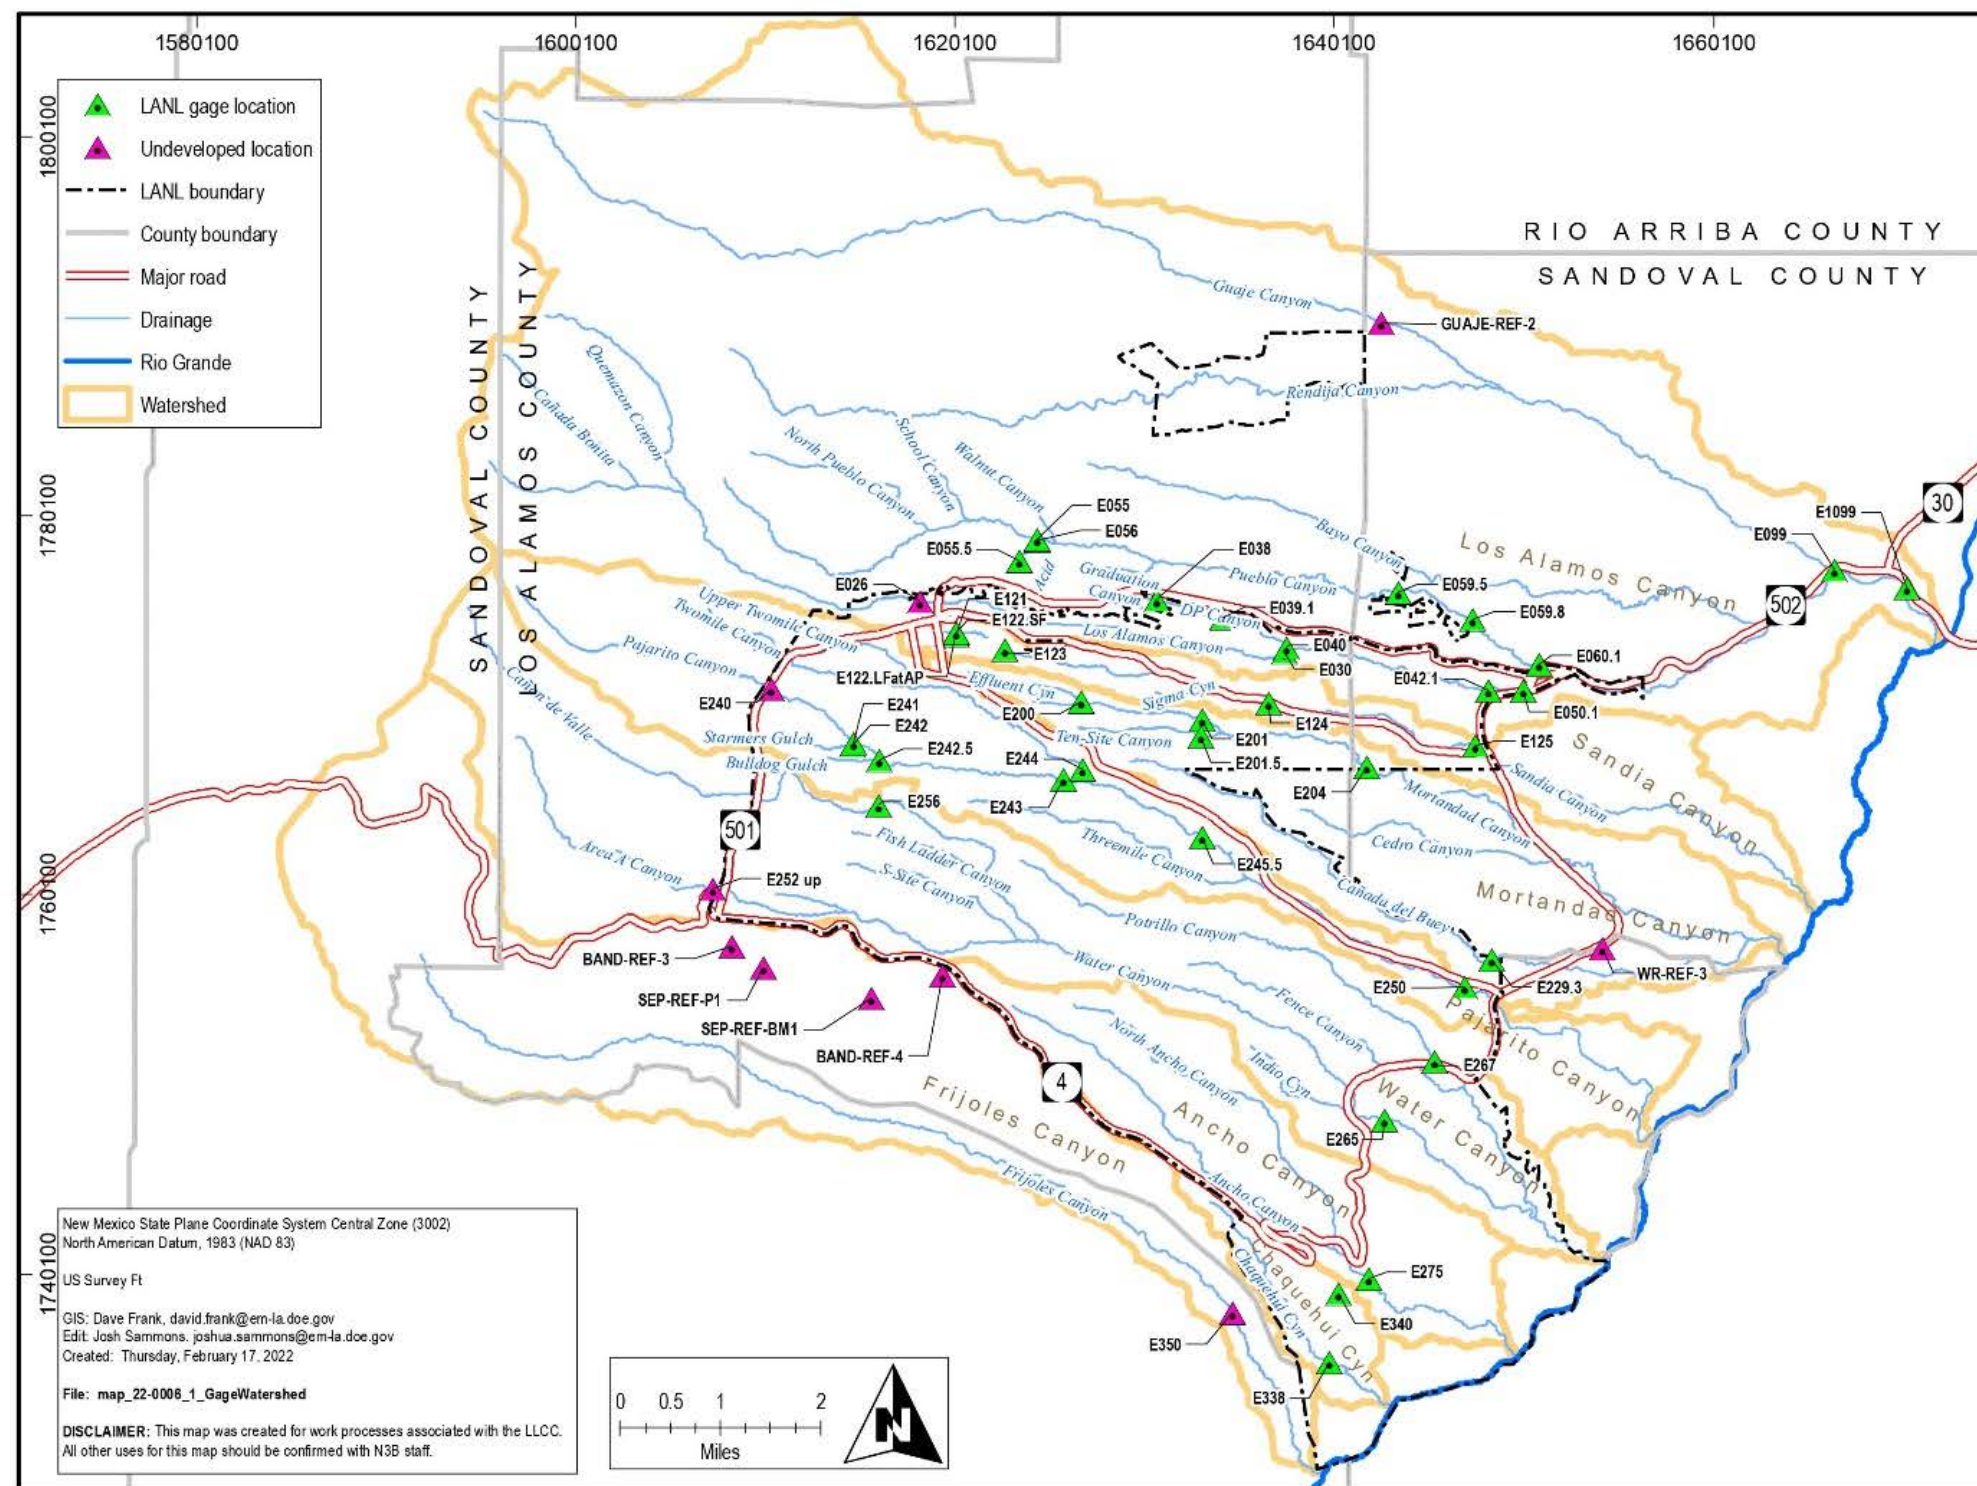 1580100
1600100
1620100
1640100
1660100
1800100
1780100
1760100
1740100
LANL gage location
Undeveloped location
LANL boundary
County boundary
Major road
Drainage
Rio Grande
Watershed
RIO ARRIBA COUNTY
SANDOVAL COUNTY
SANDOVAL COUNTY
LOS ALAMOS COUNTY
Guaje Canyon
GUAJE-REF-2
Rendija Canyon
Quemazon Canyon
Cañada Bonita
School Canyon
Walnut Canyon
North Pueblo Canyon
E055
E056
E055.5
Bayo Canyon
Los Alamos Canyon
30
E1099
E099
E038
Acid
Graduation
Canyon
Pueblo Canyon
E059.5
502
E026
E121
DP Canyon
E039.1
E059.8
Upper Twomile Canyon
Twomile Canyon
E122.SF
Los Alamos Canyon
E040
E030
E123
E060.1
Pajarito Canyon
E122.LFatAP
Effluent Cyn
Sigma Cyn
E042.1
E050.1
Cañon de Valle
E240
E241
E242
E200
E124
Starmers Gulch
Bulldog Gulch
E242.5
Ten-Site Canyon
E201
E201.5
E125
Sandia Canyon
Sandia Canyon
E244
E243
E204
Mortandad Canyon
E256
501
Fish Ladder Canyon
Threemile Canyon
E245.5
Cedro Canyon
Area A Canyon
E252 up
S-Site Canyon
Cañada del Buey
Mortandad Canyon
Potrillo Canyon
BAND-REF-3
SEP-REF-P1
SEP-REF-BM1
BAND-REF-4
Water Canyon
E250
E229.3
WR-REF-3
Fence Canyon
Pajarito Canyon
North Ancho Canyon
Indio Cyn
E267
4
Frijoles Canyon
Water Canyon
E265
Ancho Canyon
Frijoles Canyon
Ancho Canyon
Chaquehui Cyn
Chaquehui Cyn
E275
E340
E350
E338
New Mexico State Plane Coordinate System Central Zone (3002)
North American Datum, 1983 (NAD 83)
US Survey Ft
GIS: Dave Frank, david.frank@em-la.doe.gov
Edit: Josh Sammons. joshua.sammons@em-la.doe.gov
Created: Thursday, February 17, 2022
File: map_22-0006_1_GageWatershed
DISCLAIMER: This map was created for work processes associated with the LLCC.
All other uses for this map should be confirmed with N3B staff.
0 0.5 1 2
Miles
N